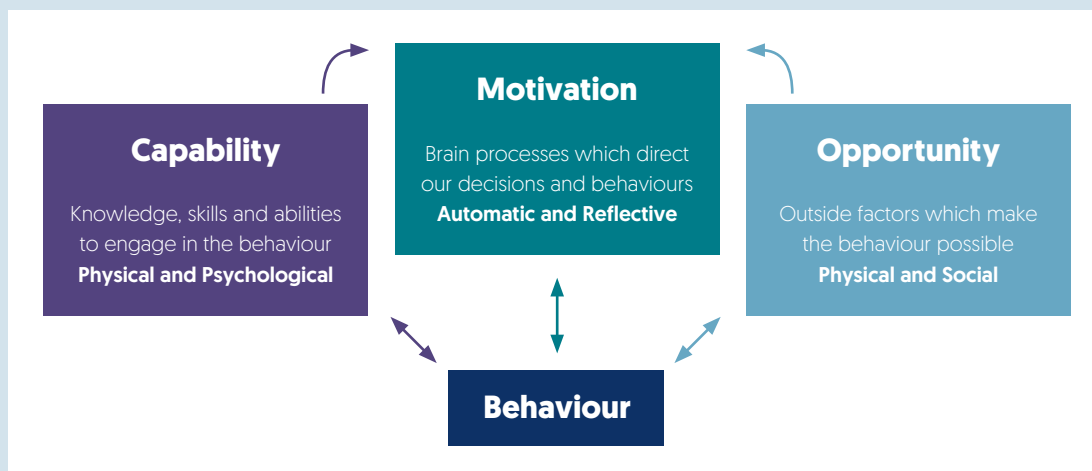 Motivation
Brain processes which direct
our decisions and behaviours
Automatic and Reflective
Capability
Knowledge, skills and abilities
to engage in the behaviour
Physical and Psychological
Opportunity
Outside factors which make
the behaviour possible
Physical and Social
Behaviour